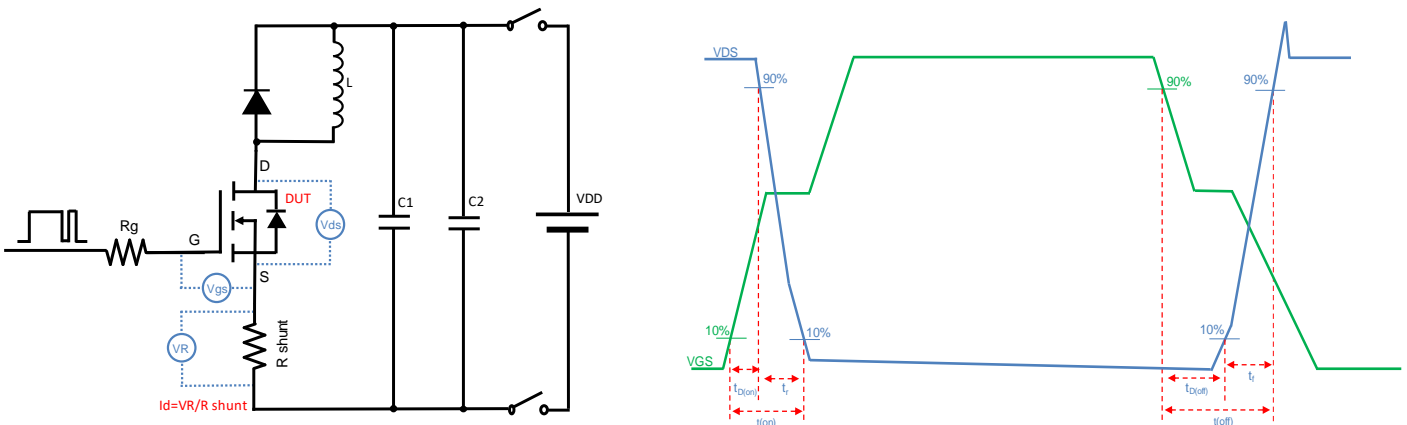 L
D
DUT
Rg
G
Vds
S
Vgs
VR
R shunt
Id=VR/R shunt
C1
C2
VDD
VDS
90%
90%
90%
10%
10%
10%
VGS
tD(on)
tr
t(on)
tD(off)
tf
t(off)